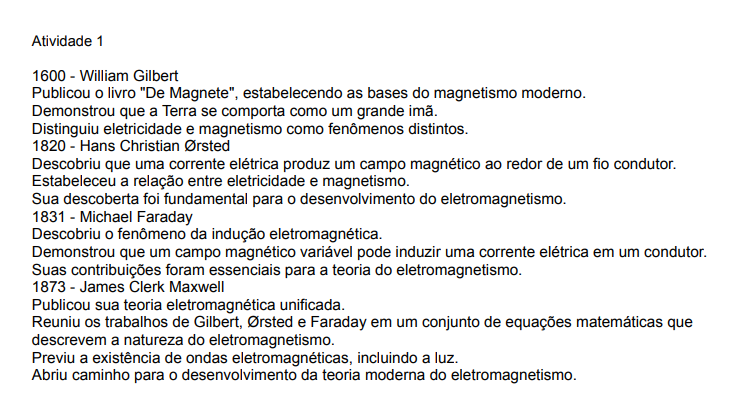 Atividade 1
1600 - William Gilbert
Publicou o livro "De Magnete", estabelecendo as bases do magnetismo moderno.
Demonstrou que a Terra se comporta como um grande imã.
Distinguiu eletricidade e magnetismo como fenômenos distintos.
1820 - Hans Christian Ørsted
Descobriu que uma corrente elétrica produz um campo magnético ao redor de um fio condutor.
Estabeleceu a relação entre eletricidade e magnetismo.
Sua descoberta foi fundamental para o desenvolvimento do eletromagnetismo.
1831 - Michael Faraday
Descobriu o fenômeno da indução eletromagnética.
Demonstrou que um campo magnético variável pode induzir uma corrente elétrica em um condutor.
Suas contribuições foram essenciais para a teoria do eletromagnetismo.
1873 - James Clerk Maxwell
Publicou sua teoria eletromagnética unificada.
Reuniu os trabalhos de Gilbert, Ørsted e Faraday em um conjunto de equações matemáticas que
descrevem a natureza do eletromagnetismo.
Previu a existência de ondas eletromagnéticas, incluindo a luz.
Abriu caminho para o desenvolvimento da teoria moderna do eletromagnetismo.